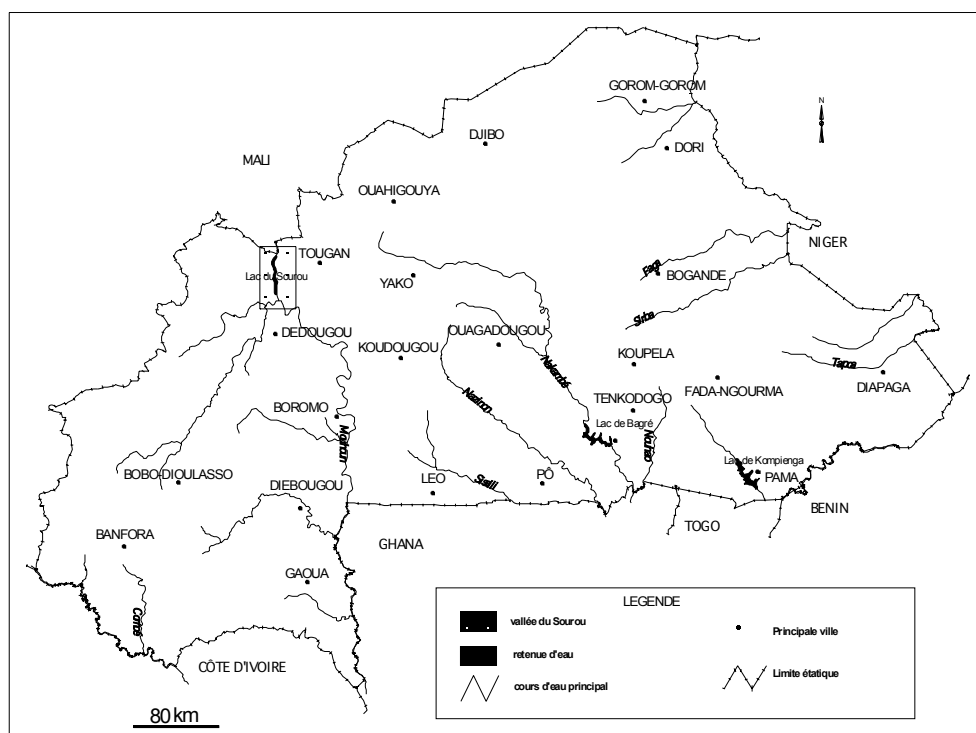 GOROM-GOROM
N
DJIBO
DORI
MALI
OUAHIGOUYA
NIGER
TOUGAN
Lac du Sourou
Faga
BOGANDE
YAKO
Sirba
DEDOUGOU
OUAGADOUGOU
KOUDOUGOU
Nakambé
KOUPELA
Tapoa
DIAPAGA
FADA-NGOURMA
Nazinon
TENKODOGO
BOROMO
Lac de Bagré
Mouhoun
Nouhao
Lac de Kompienga
PAMA
BOBO-DIOULASSO
DIEBOUGOU
LEO
Sissili
PÔ
BENIN
TOGO
BANFORA
GHANA
GAOUA
Comoé
CÔTE D'IVOIRE
80 km
LEGENDE
vallée du Sourou
Principale ville
retenue d'eau
Limite étatique
cours d'eau principal